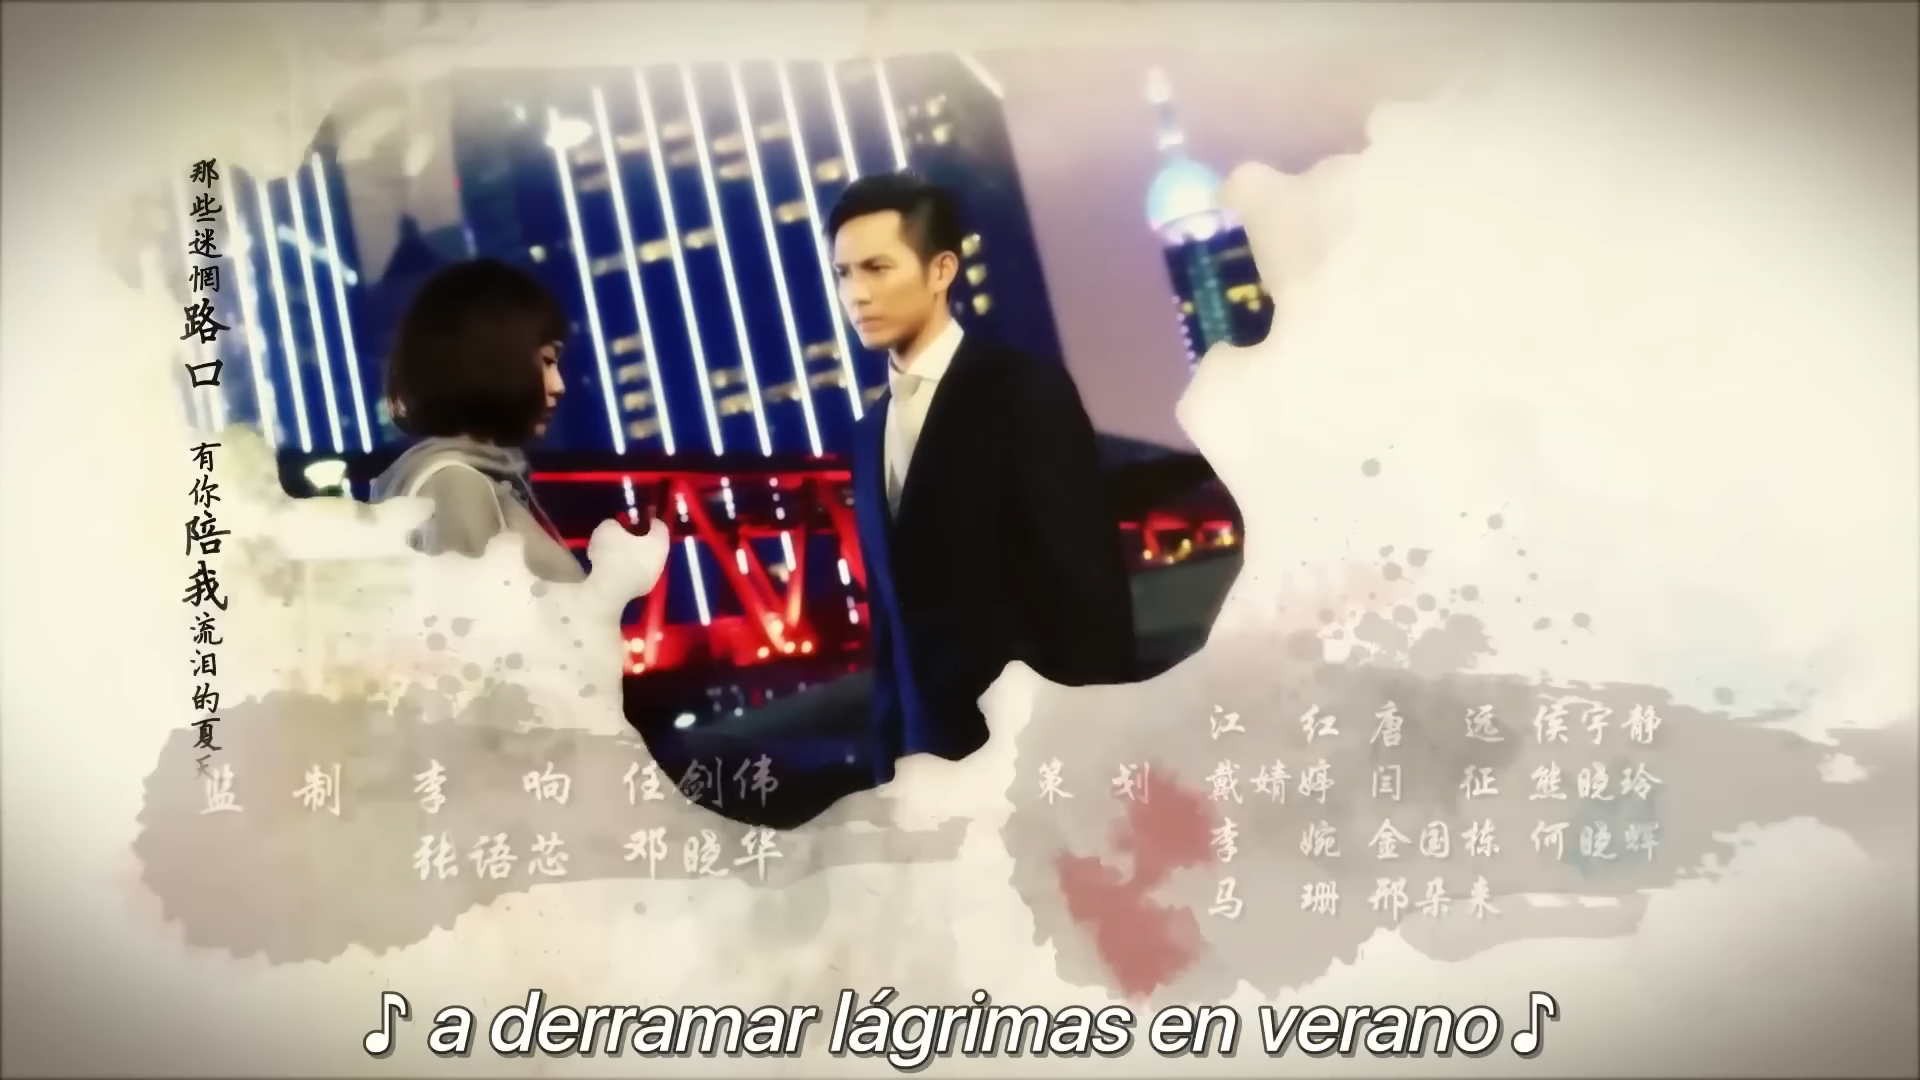 那些迷惘路口 有你陪我流泪的夏天
监制 李响 任剑伟
张语芯 邓晓华
策划 江红 唐远 侯宇静
戴婧婷 闫征 熊晓玲
李婉 金国栋 何晓辉
马珊 邢朵来
♪ a derramar lágrimas en verano ♪